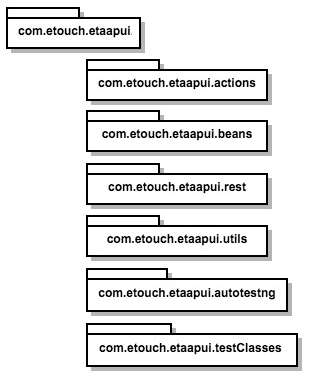 com.etouch.etaapui.
com.etouch.etaapui.actions
com.etouch.etaapui.beans
com.etouch.etaapui.rest
com.etouch.etaapui.utils
com.etouch.etaapui.autotestng
com.etouch.etaapui.testClasses